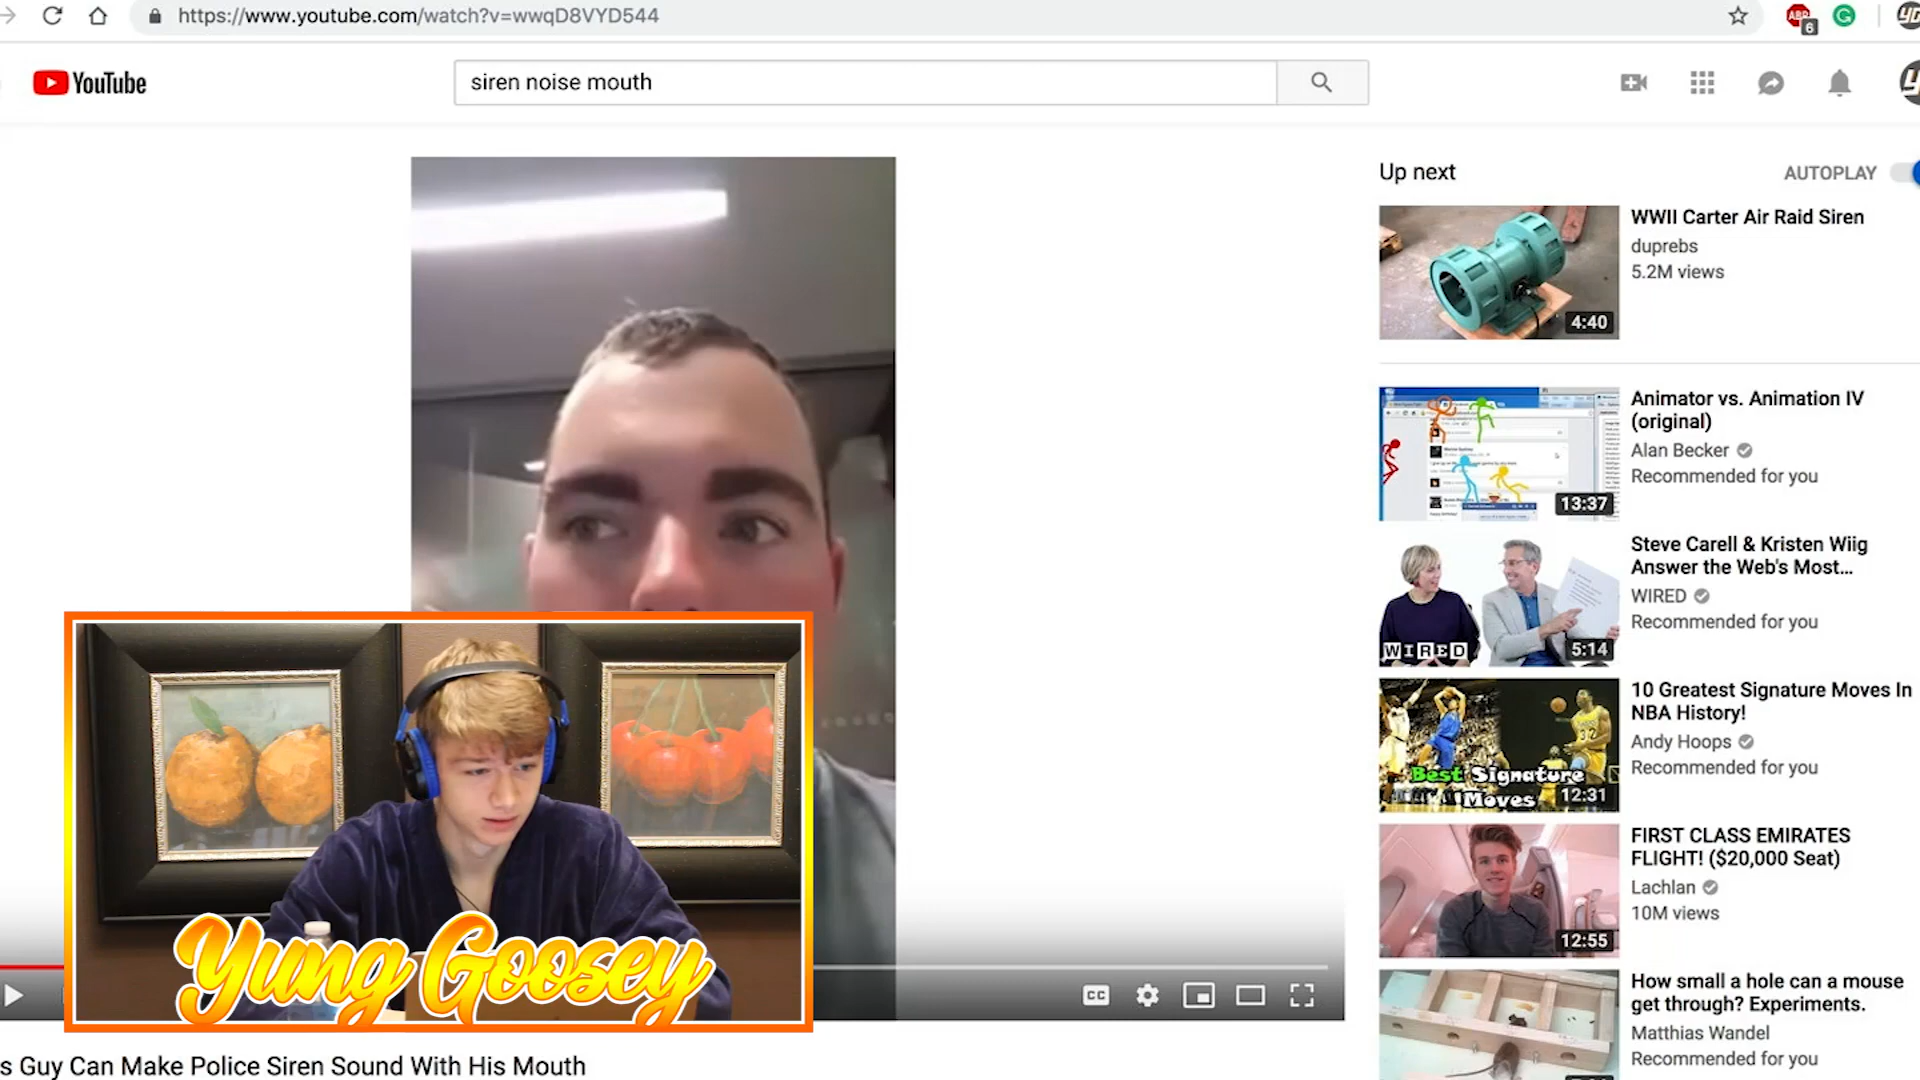 https://www.youtube.com/watch?v=wwqD8VYD544
ABP
6
YouTube
siren noise mouth
Up next
AUTOPLAY
WWII Carter Air Raid Siren
duprebs
5.2M views
4:40
Animator vs. Animation IV
(original)
Alan Becker
Recommended for you
13:37
Steve Carell & Kristen Wiig
Answer the Web's Most...
WIRED
Recommended for you
WIRED
5:14
10 Greatest Signature Moves In
NBA History!
Andy Hoops
Recommended for you
32
Best Signature
Moves
12:31
FIRST CLASS EMIRATES
FLIGHT! ($20,000 Seat)
Lachlan
10M views
12:55
How small a hole can a mouse
get through? Experiments.
Matthias Wandel
Recommended for you
Yung Goosey
CC
s Guy Can Make Police Siren Sound With His Mouth